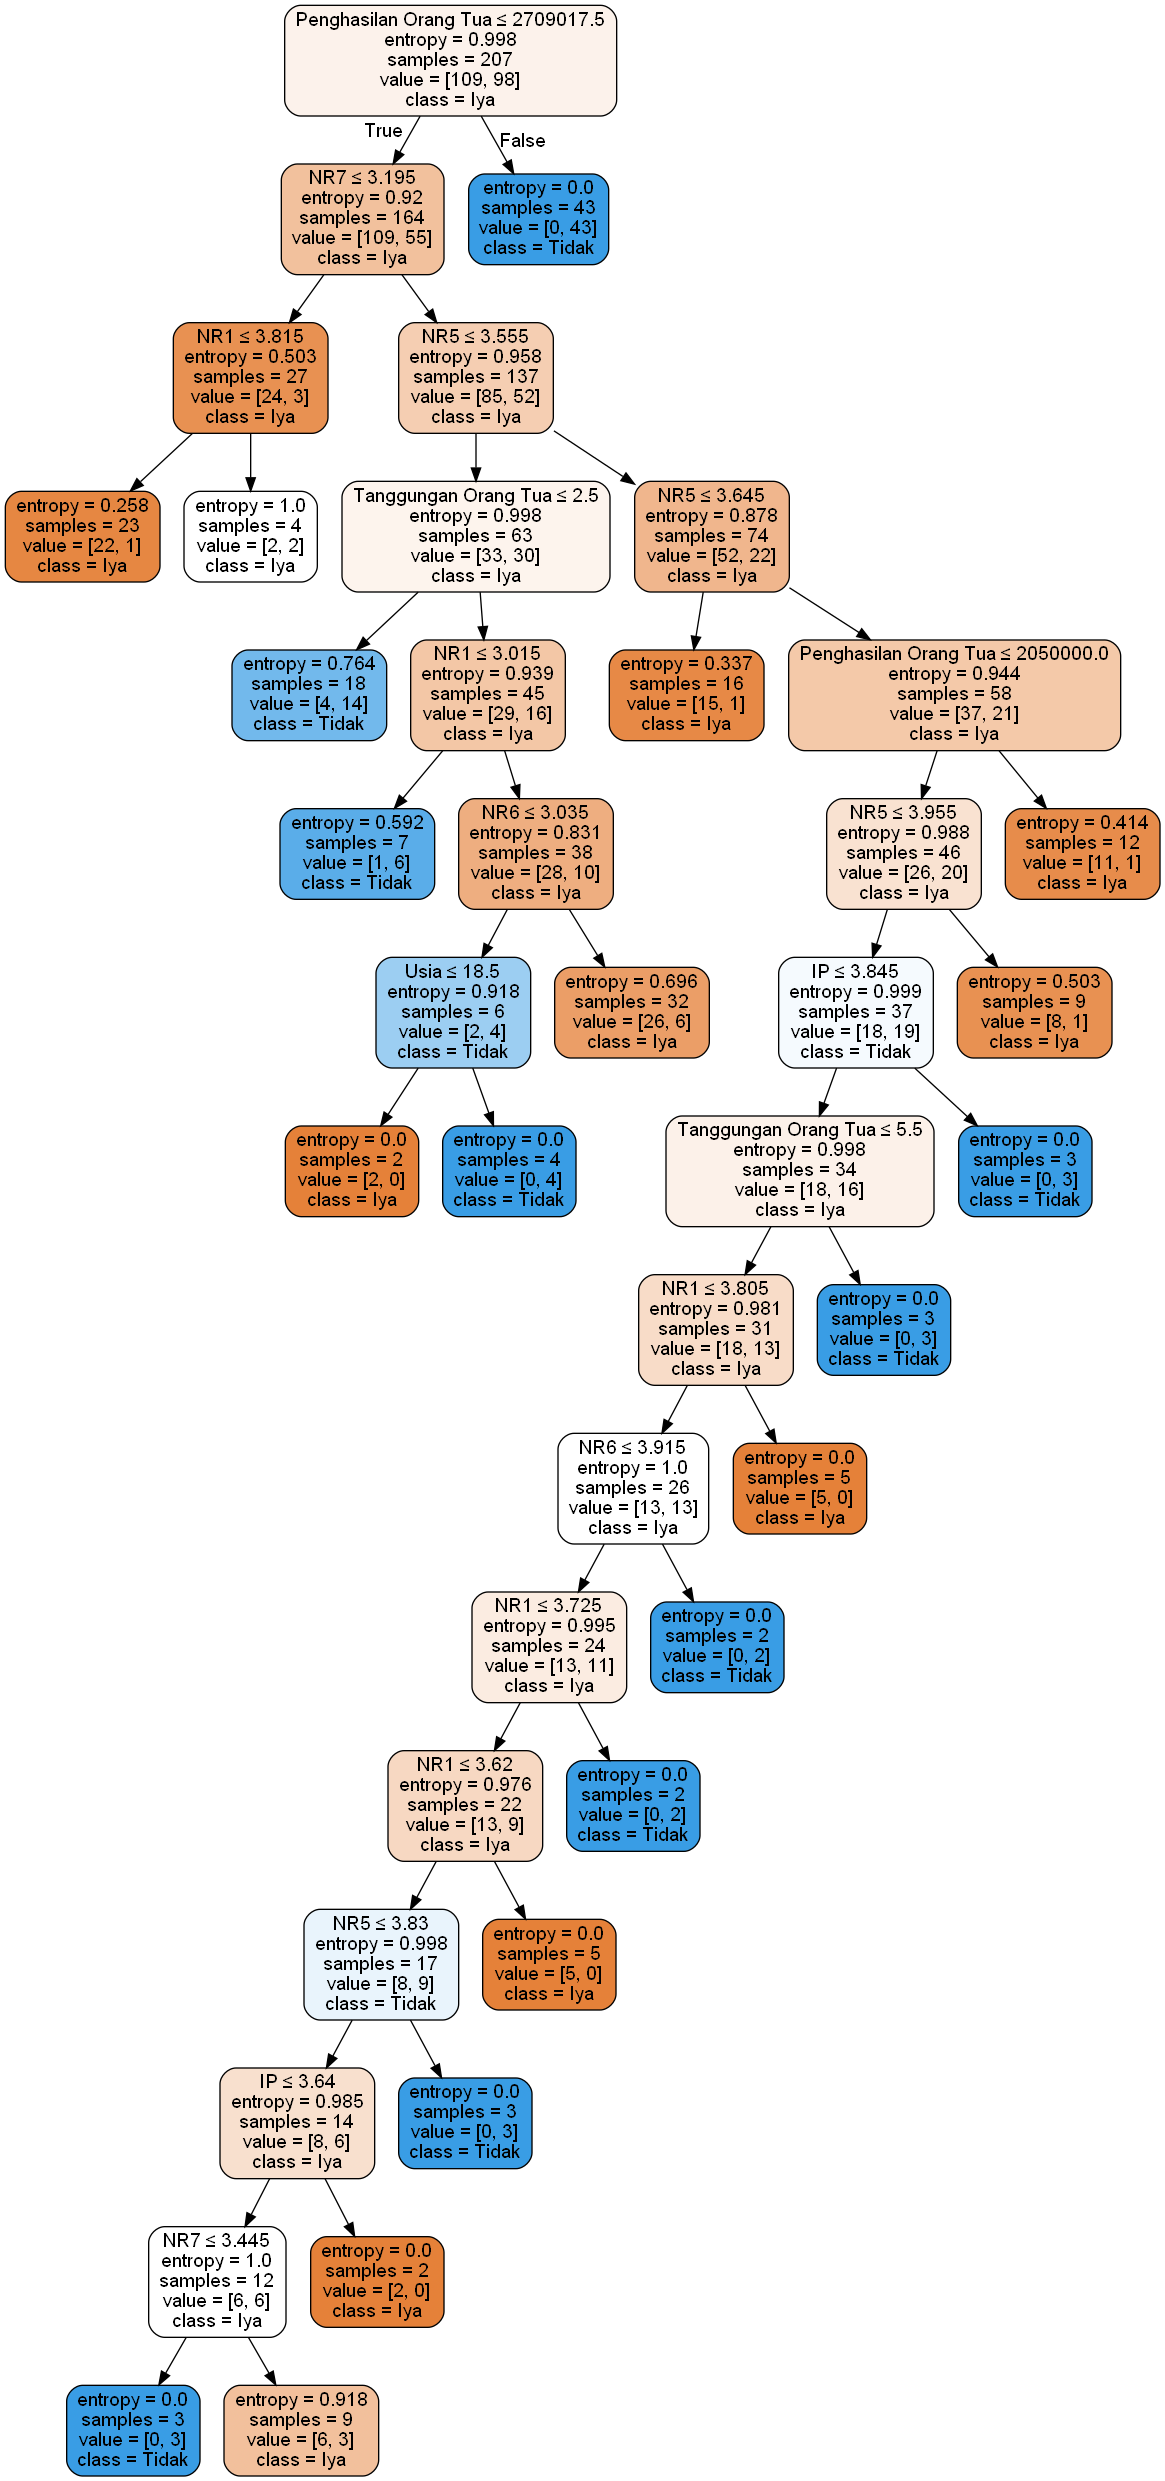 Penghasilan Orang Tua ≤ 2709017.5
entropy = 0.998
samples = 207
value = [109, 98]
class = Iya
True
False
NR7 ≤ 3.195
entropy = 0.92
samples = 164
value = [109, 55]
class = Iya
entropy = 0.0
samples = 43
value = [0, 43]
class = Tidak
NR1 ≤ 3.815
entropy = 0.503
samples = 27
value = [24, 3]
class = Iya
NR5 ≤ 3.555
entropy = 0.958
samples = 137
value = [85, 52]
class = Iya
entropy = 0.258
samples = 23
value = [22, 1]
class = Iya
entropy = 1.0
samples = 4
value = [2, 2]
class = Iya
Tanggungan Orang Tua ≤ 2.5
entropy = 0.998
samples = 63
value = [33, 30]
class = Iya
NR5 ≤ 3.645
entropy = 0.878
samples = 74
value = [52, 22]
class = Iya
entropy = 0.764
samples = 18
value = [4, 14]
class = Tidak
NR1 ≤ 3.015
entropy = 0.939
samples = 45
value = [29, 16]
class = Iya
entropy = 0.337
samples = 16
value = [15, 1]
class = Iya
Penghasilan Orang Tua ≤ 2050000.0
entropy = 0.944
samples = 58
value = [37, 21]
class = Iya
entropy = 0.592
samples = 7
value = [1, 6]
class = Tidak
NR6 ≤ 3.035
entropy = 0.831
samples = 38
value = [28, 10]
class = Iya
NR5 ≤ 3.955
entropy = 0.988
samples = 46
value = [26, 20]
class = Iya
entropy = 0.414
samples = 12
value = [11, 1]
class = Iya
Usia ≤ 18.5
entropy = 0.918
samples = 6
value = [2, 4]
class = Tidak
entropy = 0.696
samples = 32
value = [26, 6]
class = Iya
IP ≤ 3.845
entropy = 0.999
samples = 37
value = [18, 19]
class = Tidak
entropy = 0.503
samples = 9
value = [8, 1]
class = Iya
entropy = 0.0
samples = 2
value = [2, 0]
class = Iya
entropy = 0.0
samples = 4
value = [0, 4]
class = Tidak
Tanggungan Orang Tua ≤ 5.5
entropy = 0.998
samples = 34
value = [18, 16]
class = Iya
entropy = 0.0
samples = 3
value = [0, 3]
class = Tidak
NR1 ≤ 3.805
entropy = 0.981
samples = 31
value = [18, 13]
class = Iya
entropy = 0.0
samples = 3
value = [0, 3]
class = Tidak
NR6 ≤ 3.915
entropy = 1.0
samples = 26
value = [13, 13]
class = Iya
entropy = 0.0
samples = 5
value = [5, 0]
class = Iya
NR1 ≤ 3.725
entropy = 0.995
samples = 24
value = [13, 11]
class = Iya
entropy = 0.0
samples = 2
value = [0, 2]
class = Tidak
NR1 ≤ 3.62
entropy = 0.976
samples = 22
value = [13, 9]
class = Iya
entropy = 0.0
samples = 2
value = [0, 2]
class = Tidak
NR5 ≤ 3.83
entropy = 0.998
samples = 17
value = [8, 9]
class = Tidak
entropy = 0.0
samples = 5
value = [5, 0]
class = Iya
IP ≤ 3.64
entropy = 0.985
samples = 14
value = [8, 6]
class = Iya
entropy = 0.0
samples = 3
value = [0, 3]
class = Tidak
NR7 ≤ 3.445
entropy = 1.0
samples = 12
value = [6, 6]
class = Iya
entropy = 0.0
samples = 2
value = [2, 0]
class = Iya
entropy = 0.0
samples = 3
value = [0, 3]
class = Tidak
entropy = 0.918
samples = 9
value = [6, 3]
class = Iya